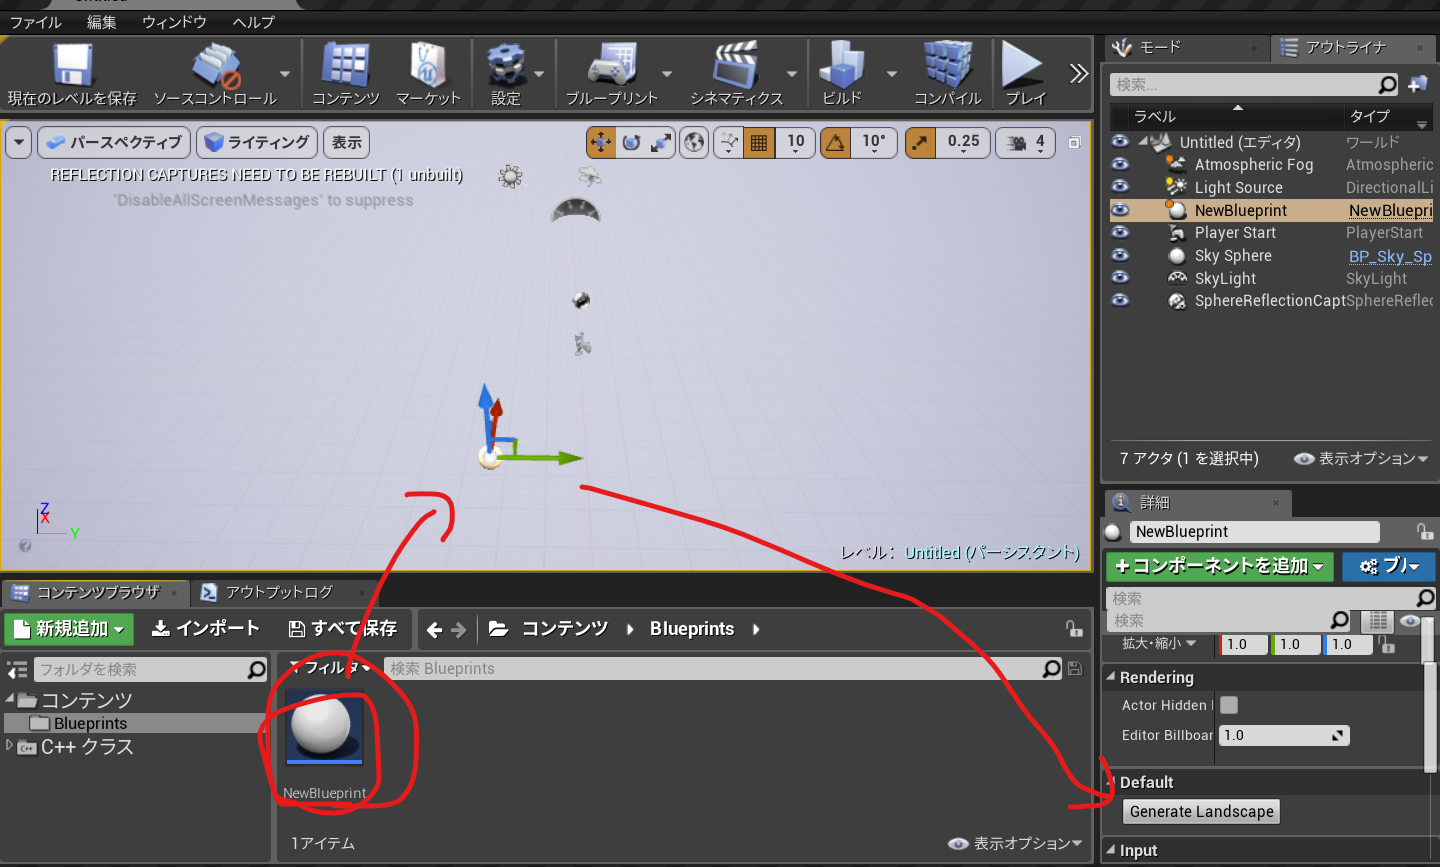 ファイル 編集 ウィンドウ ヘルプ
現在のレベルを保存 ソースコントロール コンテンツ マーケット 設定 ブループリント シネマティクス ビルド コンパイル プレイ
パースペクティブ ライティング 表示 10 10° 0.25 4
REFLECTION CAPTURES NEED TO BE REBUILT (1 unbuilt)
'DisableAllScreenMessages' to suppress
Z
X
Y
レベル： Untitled (パーシスタント)
モード アウトライナ
検索...
ラベル タイプ
Untitled (エディタ) ワールド
Atmospheric Fog Atmospheric
Light Source DirectionalLi
NewBlueprint NewBluepri
Player Start PlayerStart
Sky Sphere BP_Sky_Sp
SkyLight SkyLight
SphereReflectionCapt SphereReflec
7 アクタ (1 を選択中) 表示オプション
詳細
NewBlueprint
+コンポーネントを追加 ブル
検索
検索
拡大・縮小 1.0 1.0 1.0
Rendering
Actor Hidden
Editor Billboar 1.0
Default
Generate Landscape
Input
コンテンツブラウザ アウトプットログ
新規追加 インポート すべて保存 コンテンツ Blueprints
フォルダを検索 フィルタ 検索 Blueprints
コンテンツ
Blueprints
C++ クラス
NewBlueprint
1アイテム 表示オプション